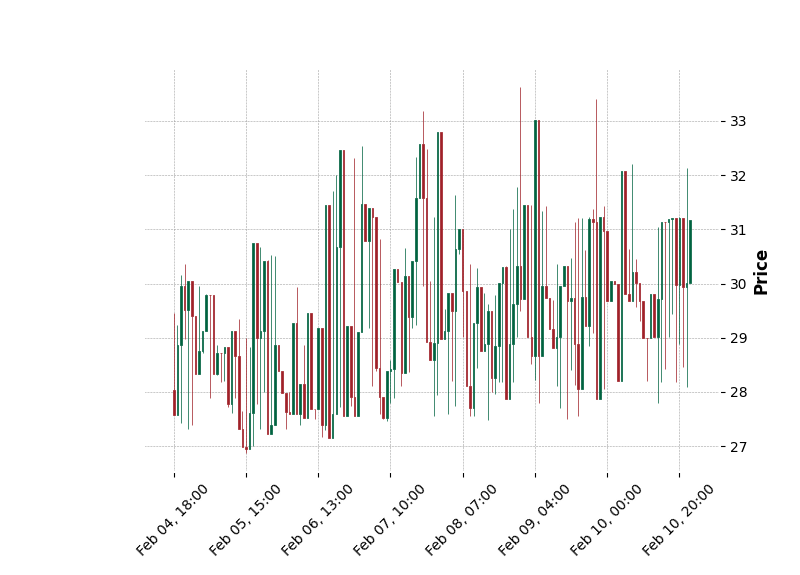 33
32
31
30
29
28
27
Price
Feb 04, 18:00
Feb 05, 15:00
Feb 06, 13:00
Feb 07, 10:00
Feb 08, 07:00
Feb 09, 04:00
Feb 10, 00:00
Feb 10, 20:00